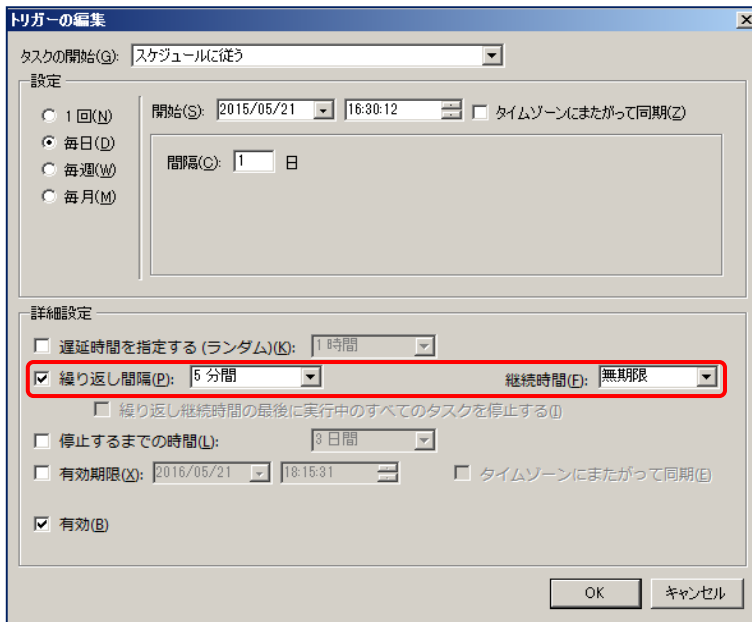 トリガーの編集
タスクの開始(G): スケジュールに従う
設定
1 回(N)
毎日(D)
毎週(W)
毎月(M)
開始(S): 2015/05/21 16:30:12 タイムゾーンにまたがって同期(Z)
間隔(C): 1 日
詳細設定
遅延時間を指定する (ランダム)(K): 1 時間
繰り返し間隔(P): 5 分間 継続時間(F): 無期限
繰り返し継続時間の最後に実行中のすべてのタスクを停止する(I)
停止するまでの時間(L): 3 日間
有効期限(X): 2016/05/21 18:15:31 タイムゾーンにまたがって同期(E)
有効(B)
OK キャンセル